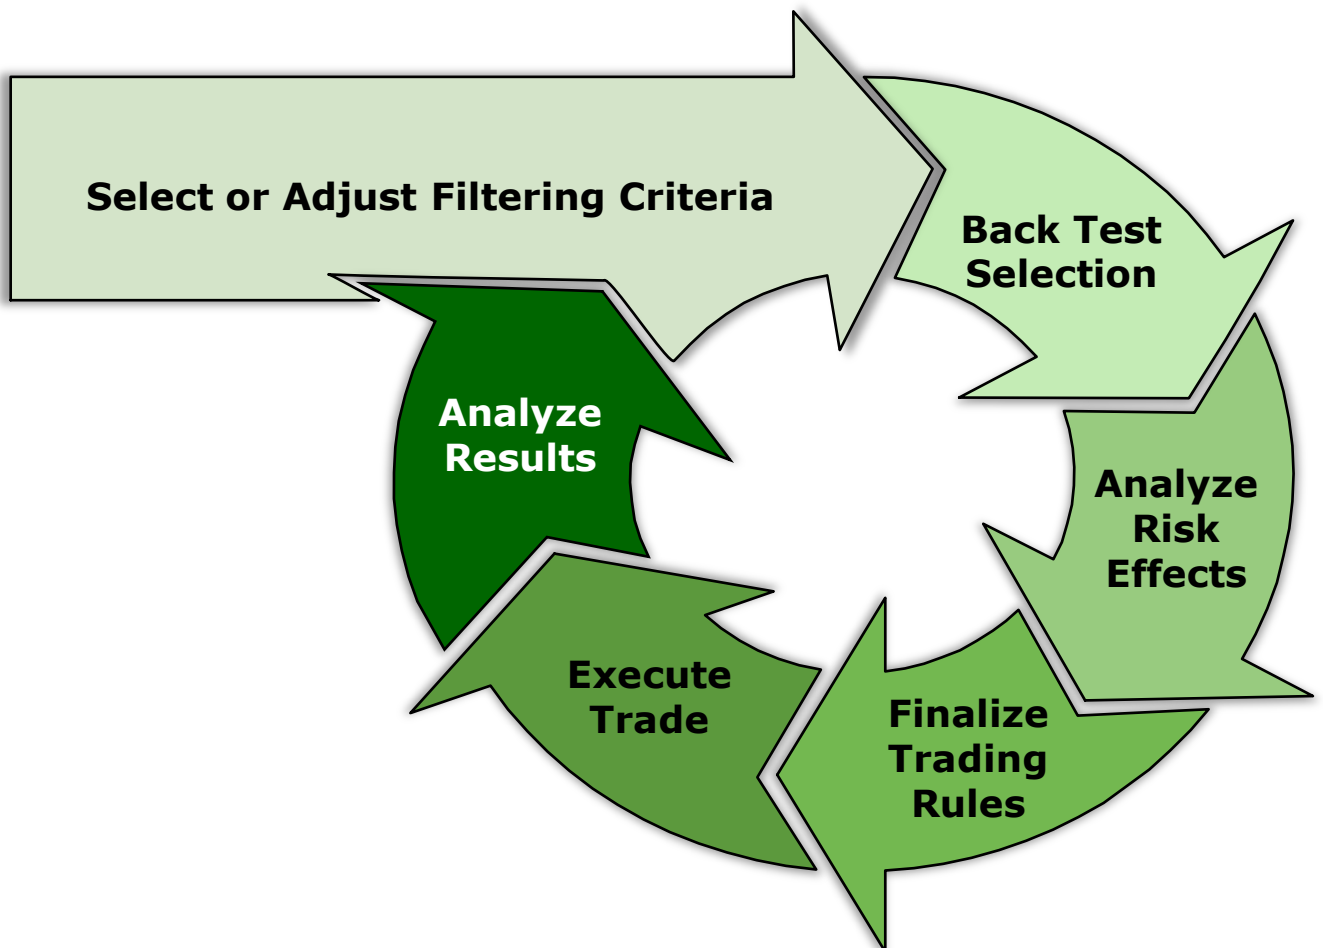 Select or Adjust Filtering Criteria
Back Test
Selection
Analyze
Risk
Effects
Finalize
Trading
Rules
Execute
Trade
Analyze
Results